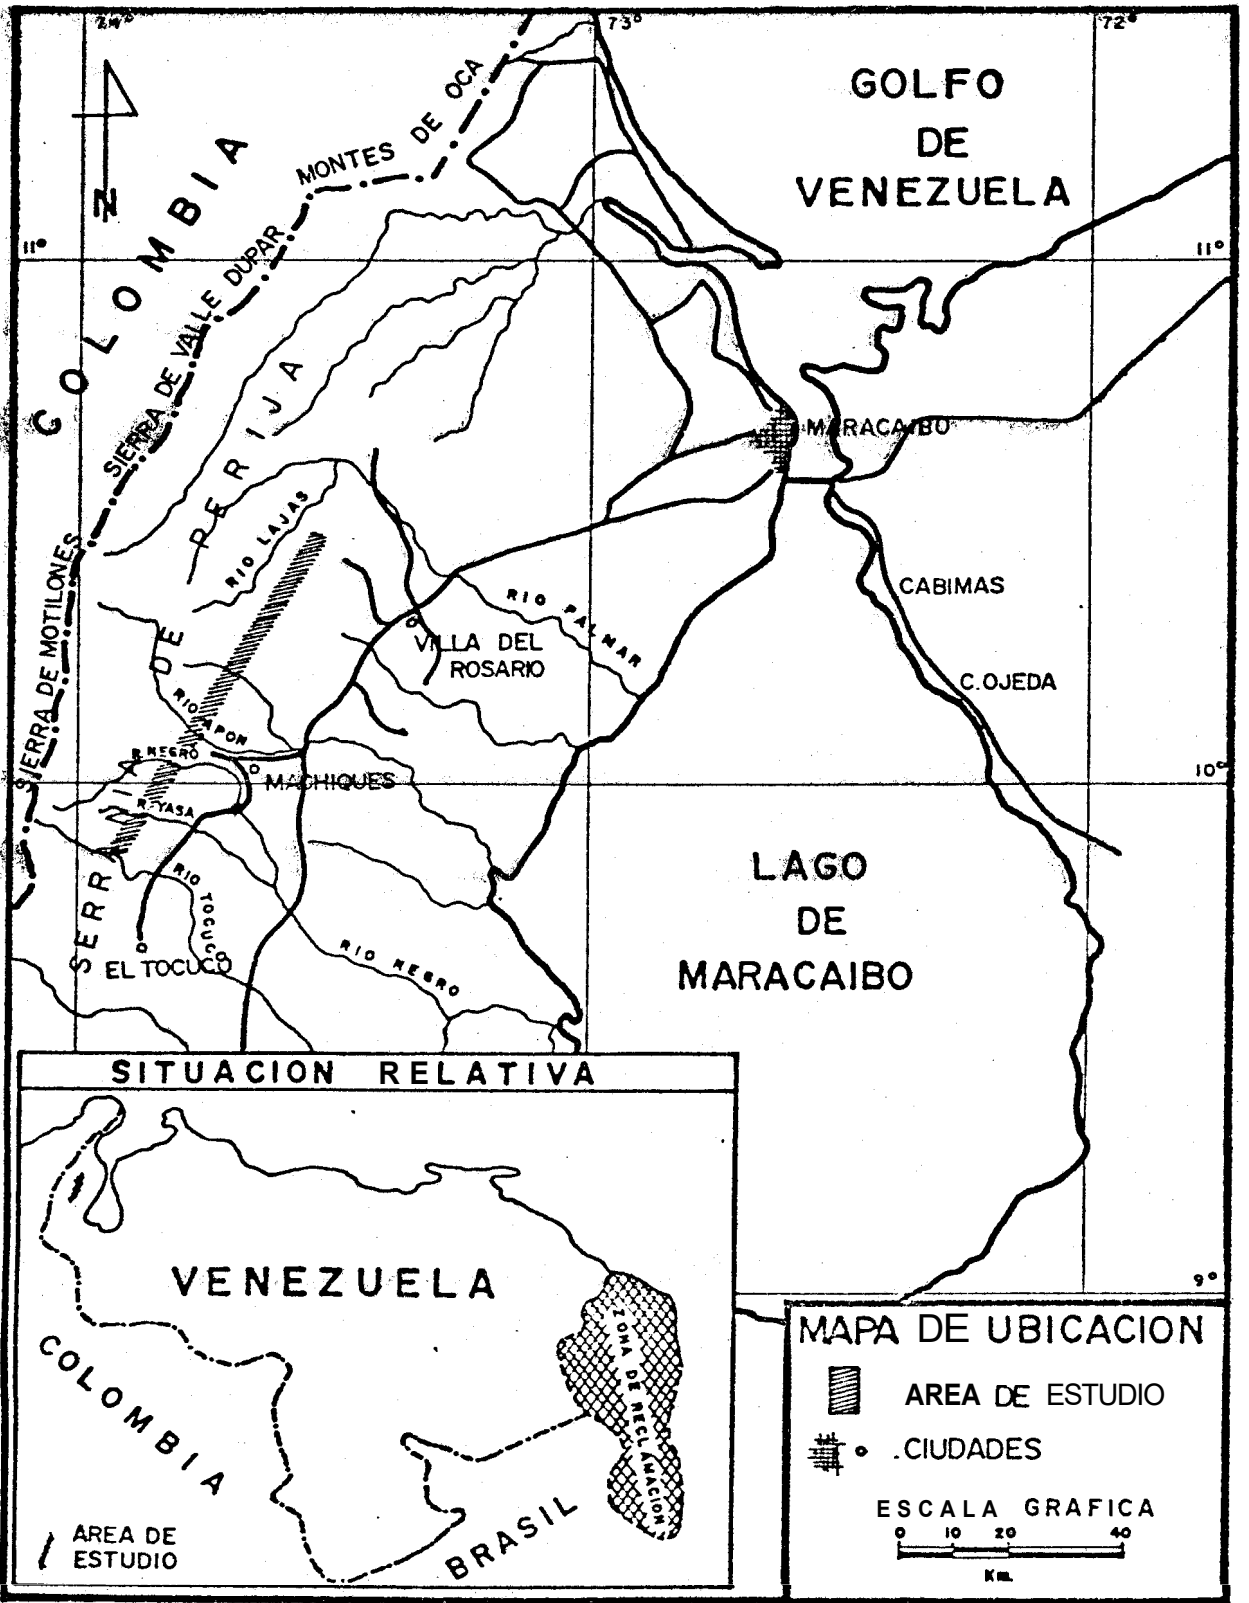 74°
73°
72°
GOLFO
DE
VENEZUELA
COLOMBIA
MONTES DE OCA
N
SIERRA DE VALLE DUPAR
11°
11°
SERRANIA DE PERIJA
MARACAIBO
RIO LAJAS
SIERRA DE MOTILONES
CABIMAS
RIO PALMAR
VILLA DEL
ROSARIO
C. OJEDA
RIO APON
R. NEGRO
MACHIQUES
10°
R. YASA
LAGO
DE
MARACAIBO
RIO TOCUCO
RIO NEGRO
EL TOCUCO
SITUACION RELATIVA
VENEZUELA
COLOMBIA
ZONA DE RECLAMACION
BRASIL
AREA DE
ESTUDIO
9°
MAPA DE UBICACION
AREA DE ESTUDIO
.CIUDADES
ESCALA GRAFICA
0 10 20 40
Km.